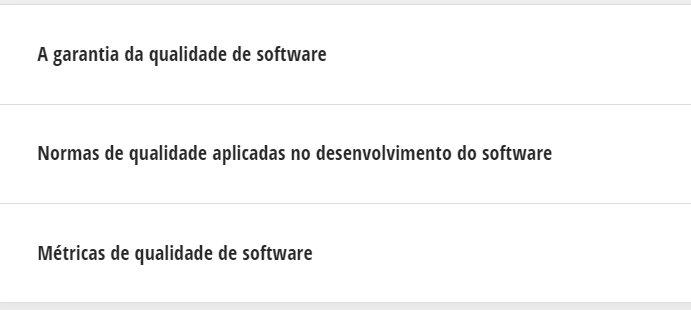 A garantia da qualidade de software
Normas de qualidade aplicadas no desenvolvimento do software
Métricas de qualidade de software